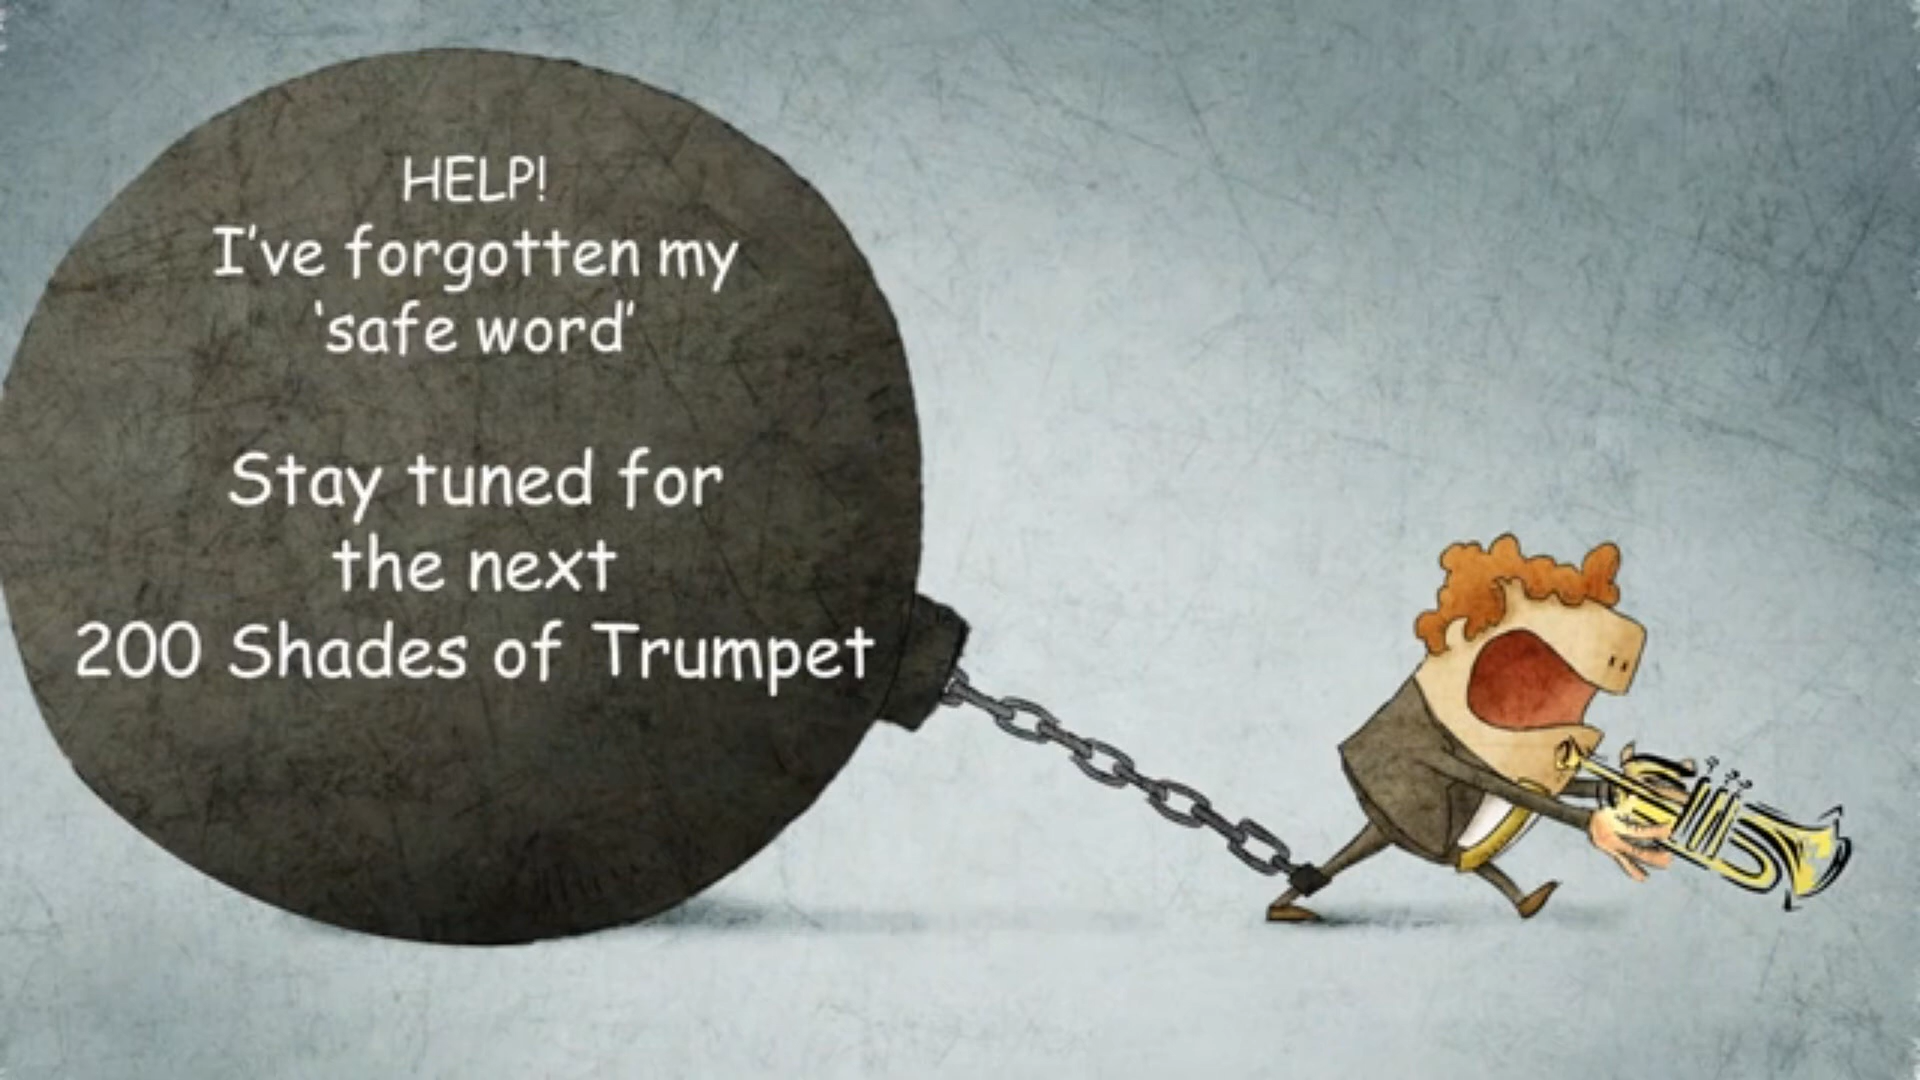 HELP!
I've forgotten my
'safe word'
Stay tuned for
the next
200 Shades of Trumpet